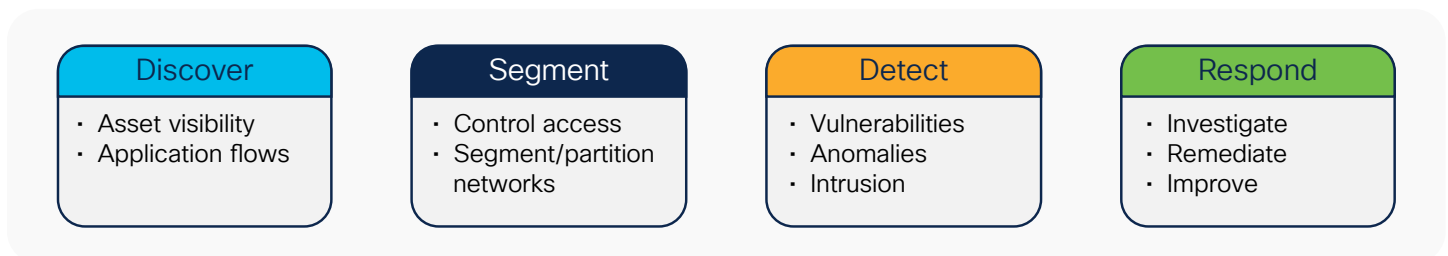 Discover
· Asset visibility
· Application flows
Segment
· Control access
· Segment/partition
networks
Detect
· Vulnerabilities
· Anomalies
· Intrusion
Respond
· Investigate
· Remediate
· Improve